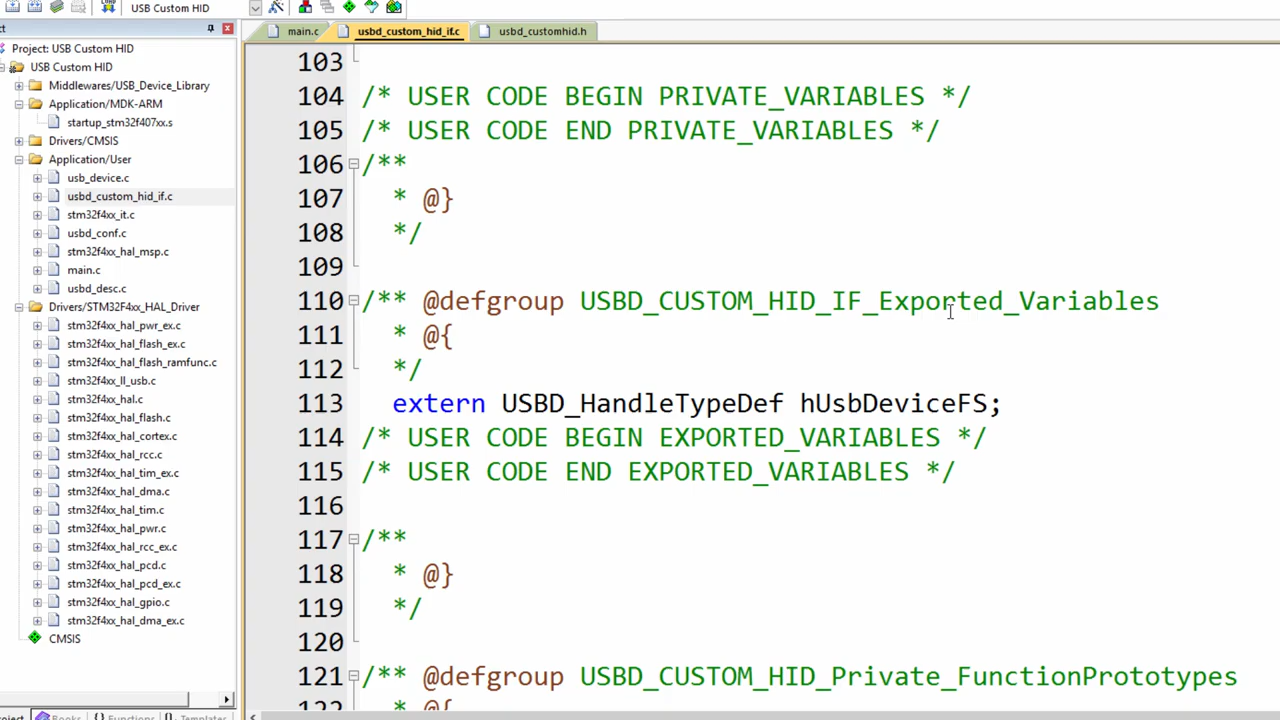 USB Custom HID
Project: USB Custom HID
USB Custom HID
Middlewares/USB_Device_Library
Application/MDK-ARM
startup_stm32f407xx.s
Drivers/CMSIS
Application/User
usb_device.c
usbd_custom_hid_if.c
stm32f4xx_it.c
usbd_conf.c
stm32f4xx_hal_msp.c
main.c
usbd_desc.c
Drivers/STM32F4xx_HAL_Driver
stm32f4xx_hal_pwr_ex.c
stm32f4xx_hal_flash_ex.c
stm32f4xx_hal_flash_ramfunc.c
stm32f4xx_ll_usb.c
stm32f4xx_hal.c
stm32f4xx_hal_flash.c
stm32f4xx_hal_cortex.c
stm32f4xx_hal_rcc.c
stm32f4xx_hal_tim_ex.c
stm32f4xx_hal_dma.c
stm32f4xx_hal_tim.c
stm32f4xx_hal_pwr.c
stm32f4xx_hal_rcc_ex.c
stm32f4xx_hal_pcd.c
stm32f4xx_hal_pcd_ex.c
stm32f4xx_hal_gpio.c
stm32f4xx_hal_dma_ex.c
CMSIS
main.c usbd_custom_hid_if.c usbd_customhid.h
103
104 /* USER CODE BEGIN PRIVATE_VARIABLES */
105 /* USER CODE END PRIVATE_VARIABLES */
106 /**
107 * @}
108 */
109
110 /** @defgroup USBD_CUSTOM_HID_IF_Exported_Variables
111 * @{
112 */
113 extern USBD_HandleTypeDef hUsbDeviceFS;
114 /* USER CODE BEGIN EXPORTED_VARIABLES */
115 /* USER CODE END EXPORTED_VARIABLES */
116
117 /**
118 * @}
119 */
120
121 /** @defgroup USBD_CUSTOM_HID_Private_FunctionPrototypes
122 * @{